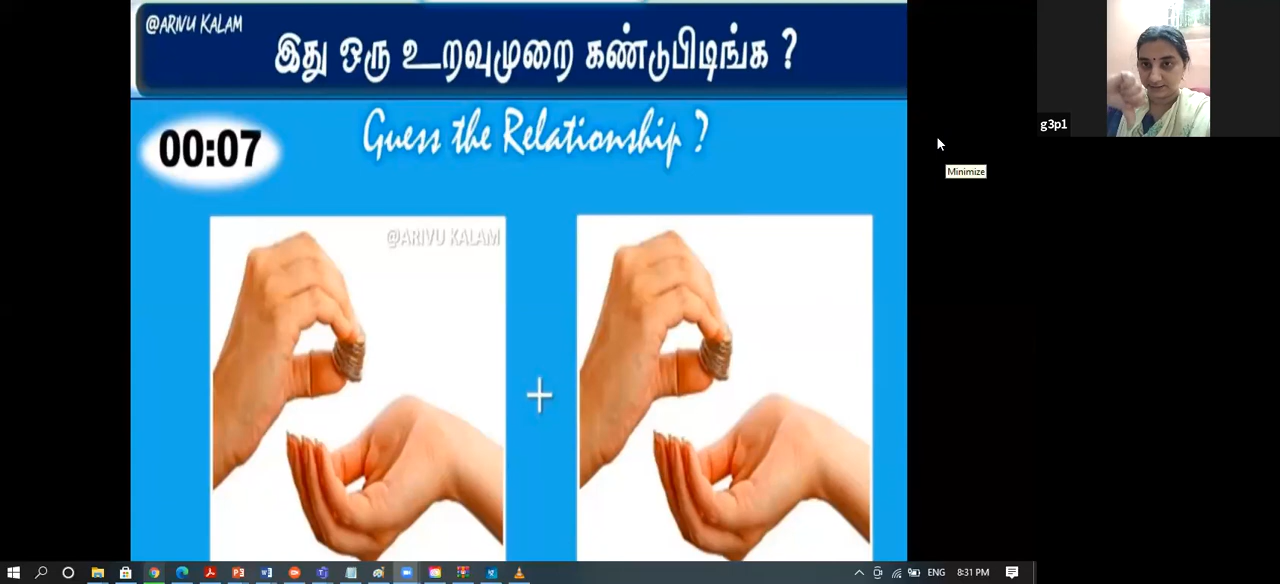 @ARIVU KALAM
இது ஒரு உறவுமுறை கண்டுபிடிங்க ?
Guess the Relationship ?
00:07
@ARIVU KALAM
+
g3p1
Minimize
ENG 8:31 PM